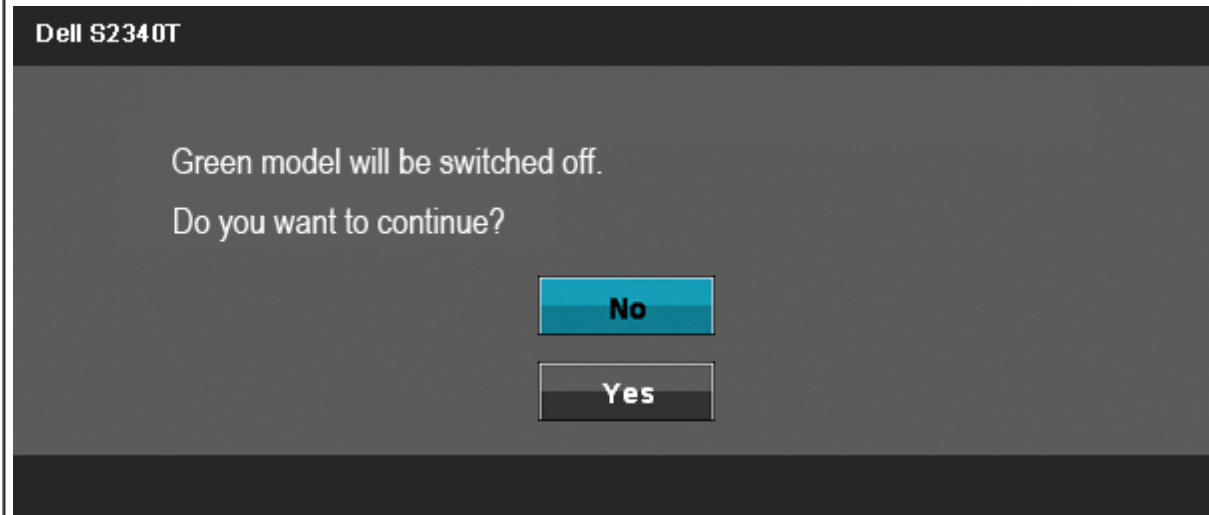 Dell S2340T
Green model will be switched off.
Do you want to continue?
No
Yes